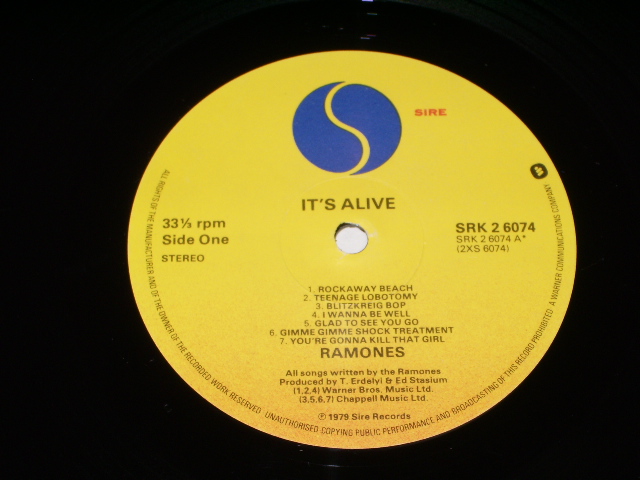 SIRE
IT'S ALIVE
33⅓ rpm
Side One
STEREO
SRK 2 6074
SRK 2 6074 A*
(2XS 6074)
1. ROCKAWAY BEACH
2. TEENAGE LOBOTOMY
3. BLITZKREIG BOP
4. I WANNA BE WELL
5. GLAD TO SEE YOU GO
6. GIMME GIMME SHOCK TREATMENT
7. YOU'RE GONNA KILL THAT GIRL
RAMONES
All songs written by the Ramones
Produced by T. Erdelyi & Ed Stasium
(1,2,4) Warner Bros. Music Ltd.
(3,5,6,7) Chappell Music Ltd.
℗ 1979 Sire Records
ALL RIGHTS OF THE MANUFACTURER AND OF THE OWNER OF THE RECORDED WORK RESERVED. UNAUTHORISED COPYING PUBLIC PERFORMANCE AND BROADCASTING OF THIS RECORD PROHIBITED. A WARNER COMMUNICATIONS COMPANY